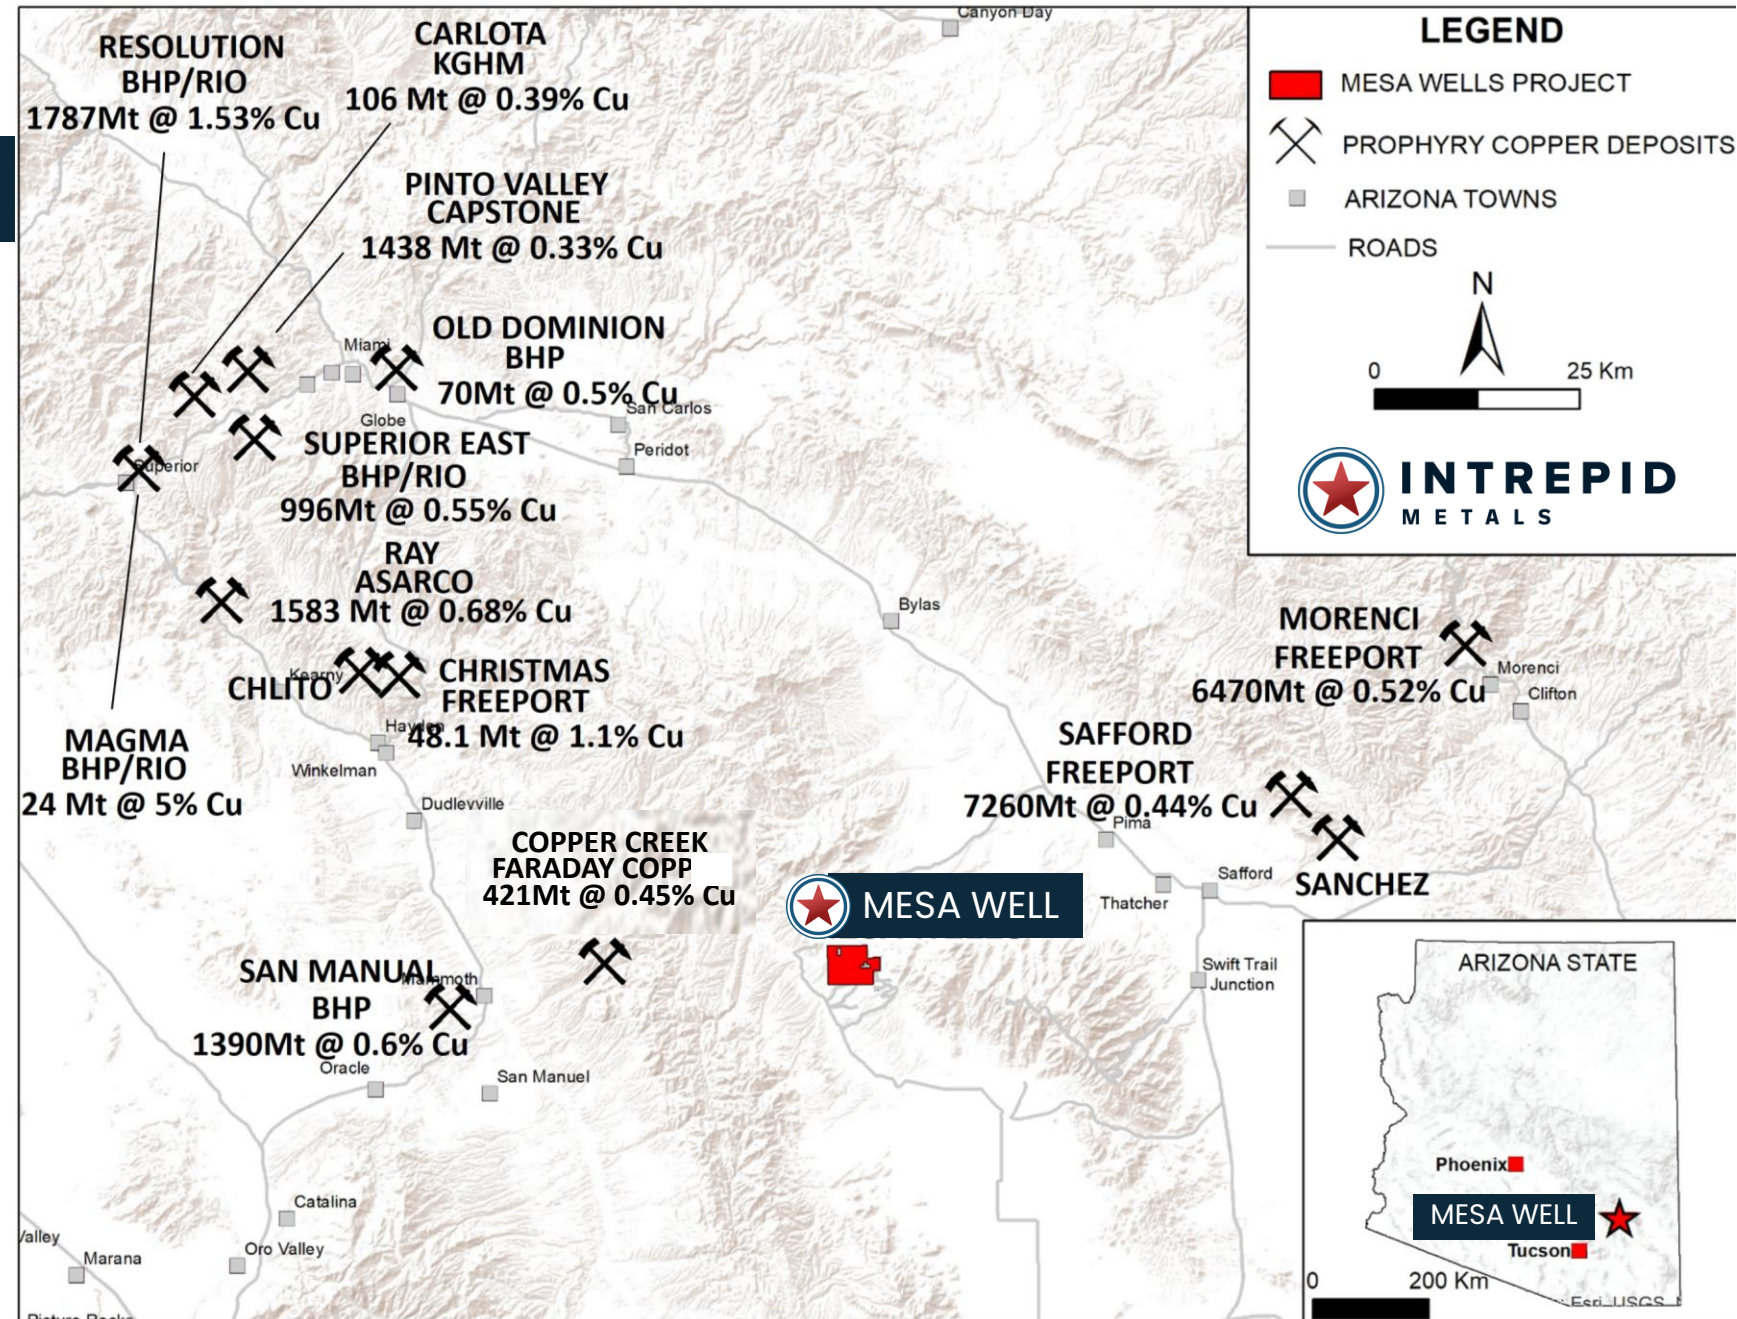 Canyon Day
RESOLUTION
BHP/RIO
1787Mt @ 1.53% Cu
CARLOTA
KGHM
106 Mt @ 0.39% Cu
PINTO VALLEY
CAPSTONE
1438 Mt @ 0.33% Cu
LEGEND
MESA WELLS PROJECT
PROPHYRY COPPER DEPOSITS
ARIZONA TOWNS
ROADS
N
0 25 Km
INTREPID
METALS
Miami
OLD DOMINION
BHP
70Mt @ 0.5% Cu
Globe
San Carlos
Peridot
Superior
SUPERIOR EAST
BHP/RIO
996Mt @ 0.55% Cu
RAY
ASARCO
1583 Mt @ 0.68% Cu
Bylas
Kearny
CHLITO
CHRISTMAS
FREEPORT
48.1 Mt @ 1.1% Cu
Hayden
Winkelman
MORENCI
FREEPORT
6470Mt @ 0.52% Cu
Morenci
Clifton
MAGMA
BHP/RIO
24 Mt @ 5% Cu
Dudleyville
SAFFORD
FREEPORT
7260Mt @ 0.44% Cu
Pima
SANCHEZ
Safford
Thatcher
COPPER CREEK
FARADAY COPP
421Mt @ 0.45% Cu
MESA WELL
SAN MANUAL
BHP
1390Mt @ 0.6% Cu
Mammoth
Swift Trail
Junction
Oracle
San Manuel
Catalina
Oro Valley
Valley
Marana
Picture Rocks
ARIZONA STATE
Phoenix
MESA WELL
Tucson
0 200 Km
Esri, USGS